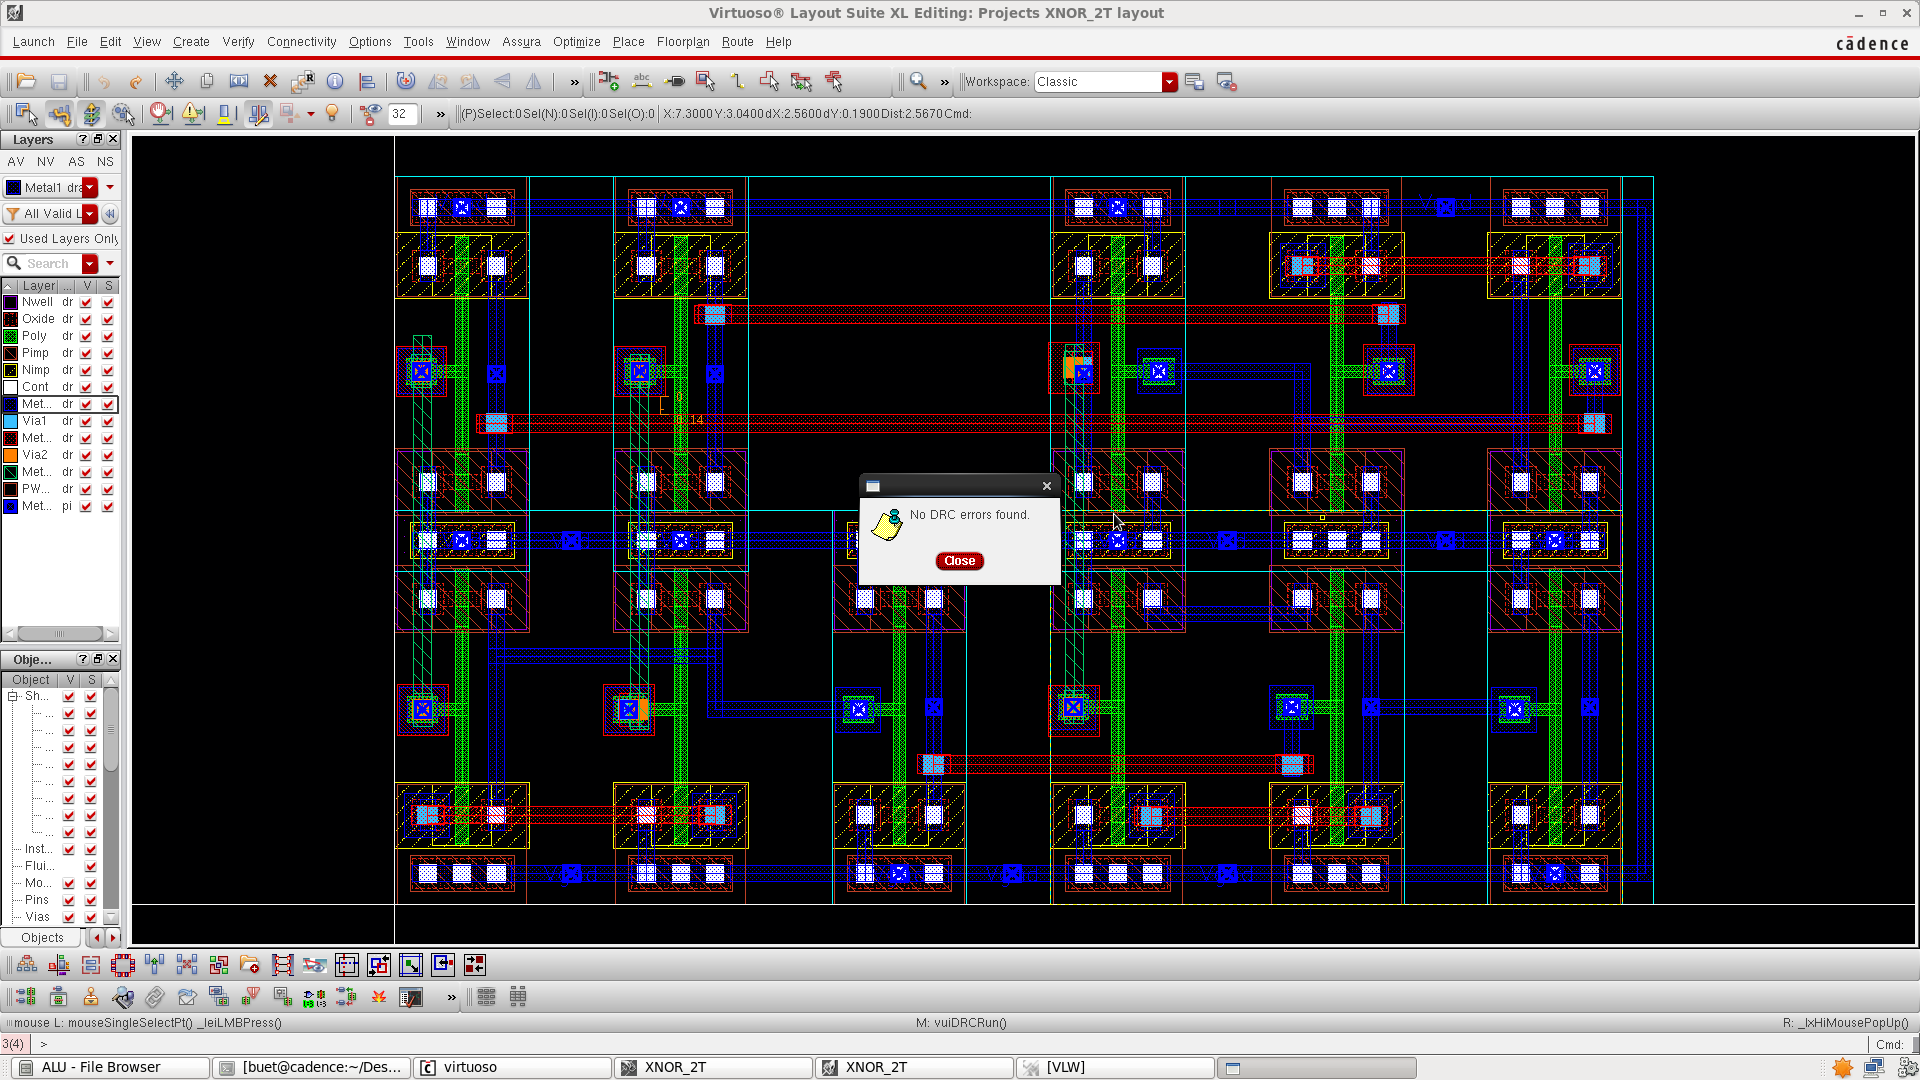 Virtuoso® Layout Suite XL Editing: Projects XNOR_2T layout
Launch File Edit View Create Verify Connectivity Options Tools Window Assura Optimize Place Floorplan Route Help
cādence
Workspace: Classic
32 (P)Select:0 Sel(N):0 Sel(I):0 Sel(O):0 X:7.3000 Y:3.0400 dX:2.5600 dY:0.1900 Dist:2.5670 Cmd:
Layers
AV NV AS NS
Metal1 dra
All Valid L
Used Layers Only
Search
Layer ... V S
Nwell dr
Oxide dr
Poly dr
Pimp dr
Nimp dr
Cont dr
Met... dr
Via1 dr
Met... dr
Via2 dr
Met... dr
PW... dr
Met... pi
14
No DRC errors found.
Close
Obje...
Object V S
Sh...
...
...
...
...
...
...
...
...
Inst...
Flui...
Mo...
Pins
Vias
Objects
mouse L: mouseSingleSelectPt() _leiLMBPress() M: vuiDRCRun() R: _lxHiMousePopUp()
3(4) > Cmd:
ALU - File Browser [buet@cadence:~/Des... virtuoso XNOR_2T XNOR_2T [VLW]